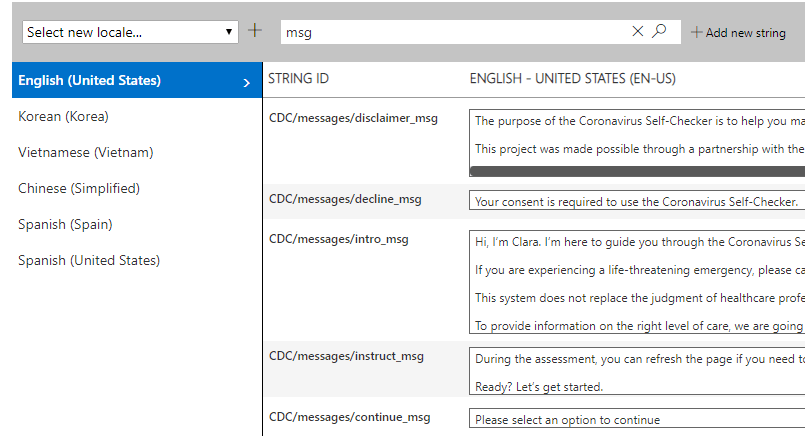 Select new locale...
msg
Add new string
English (United States)
STRING ID
ENGLISH - UNITED STATES (EN-US)
Korean (Korea)
Vietnamese (Vietnam)
Chinese (Simplified)
Spanish (Spain)
Spanish (United States)
CDC/messages/disclaimer_msg
The purpose of the Coronavirus Self-Checker is to help you ma
This project was made possible through a partnership with the
CDC/messages/decline_msg
Your consent is required to use the Coronavirus Self-Checker.
CDC/messages/intro_msg
Hi, I'm Clara. I'm here to guide you through the Coronavirus Se
If you are experiencing a life-threatening emergency, please ca
This system does not replace the judgment of healthcare profe
To provide information on the right level of care, we are going
CDC/messages/instruct_msg
During the assessment, you can refresh the page if you need to
Ready? Let's get started.
CDC/messages/continue_msg
Please select an option to continue